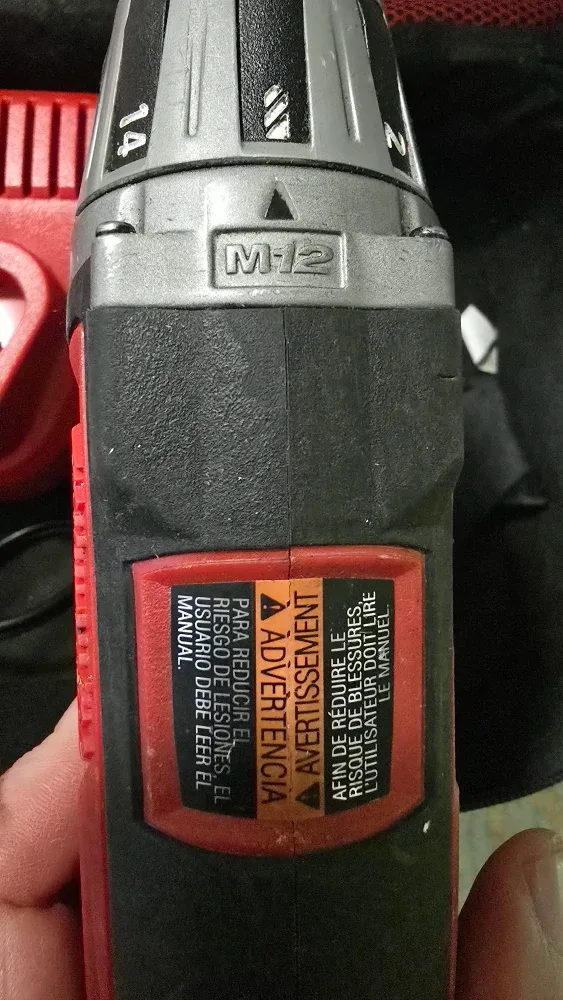 14
2
M12
PARA REDUCIR EL
RIESGO DE LESIONES, EL
USUARIO DEBE LEER EL
MANUAL.
ADVERTENCIA
AVERTISSEMENT
AFIN DE RÉDUIRE LE
RISQUE DE BLESSURES,
L'UTILISATEUR DOIT LIRE
LE MANUEL.